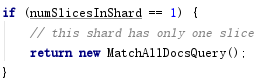 if (numSlicesInShard == 1) {
// this shard has only one slice
return new MatchAllDocsQuery();
}